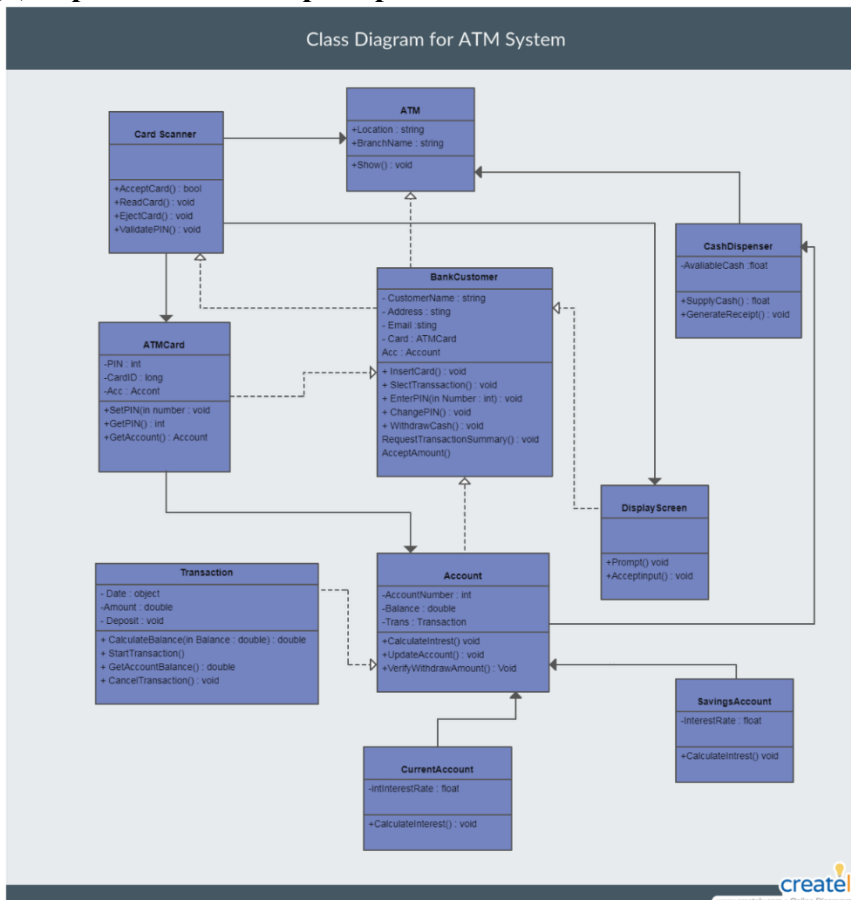 Class Diagram for ATM System
Card Scanner
+AcceptCard() : bool
+ReadCard() : void
+EjectCard() : void
+ValidatePIN() : void
ATM
+Location : string
+BranchName : string
+Show() : void
CashDispenser
-AvaliableCash :float
+SupplyCash() : float
+GenerateReceipt() : void
BankCustomer
- CustomerName : string
- Address : sting
- Email :sting
- Card : ATMCard
Acc : Account
+ InsertCard() : void
+ SlectTranssaction() : void
+ EnterPIN(in Number : int) : void
+ ChangePIN() : void
+ WithdrawCash() : void
RequestTransactionSummary() : void
AcceptAmount()
ATMCard
-PIN : int
-CardID : long
-Acc : Accont
+SetPIN(in number : void
+GetPIN() : int
+GetAccount() : Account
DisplayScreen
+Prompt() void
+AcceptInput() : void
Transaction
- Date : object
-Amount : double
- Deposit : void
+ CalculateBalance(in Balance : double) : double
+ StartTransaction()
+ GetAccountBalance() : double
+ CancelTransaction() : void
Account
-AccountNumber : int
-Balance : double
-Trans : Transaction
+CalculateIntrest() void
+UpdateAccount() : void
+VerifyWithdrawAmount() : Void
SavingsAccount
-InterestRate : float
+CalculateIntrest() void
CurrentAccount
-intInterestRate : float
+CalculateInterest() : void
createl